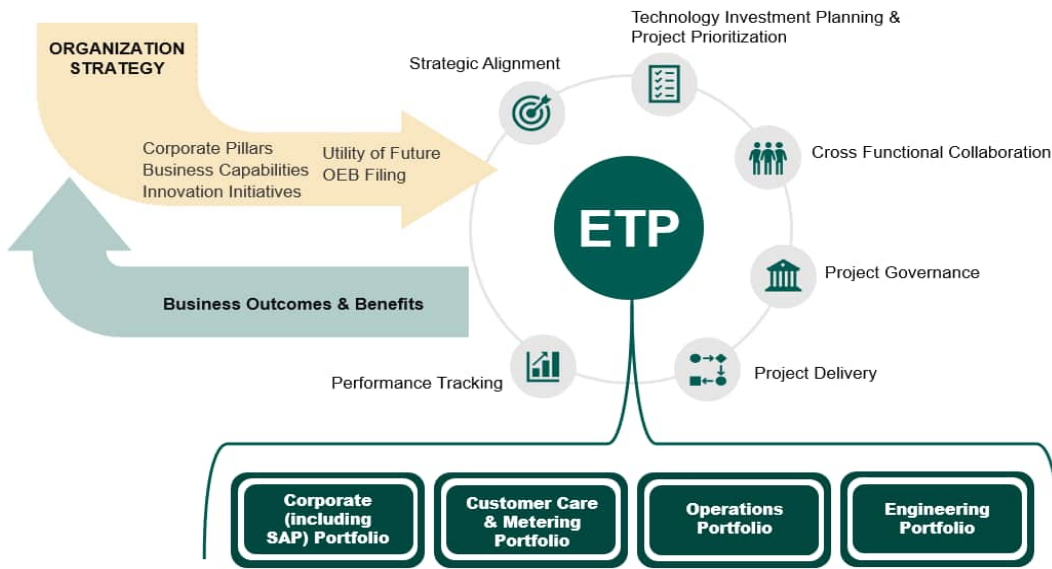 ORGANIZATION
STRATEGY
Corporate Pillars
Business Capabilities
Innovation Initiatives
Utility of Future
OEB Filing
Business Outcomes & Benefits
Strategic Alignment
Technology Investment Planning &
Project Prioritization
Cross Functional Collaboration
Project Governance
Project Delivery
Performance Tracking
ETP
Corporate
(including
SAP) Portfolio
Customer Care
& Metering
Portfolio
Operations
Portfolio
Engineering
Portfolio